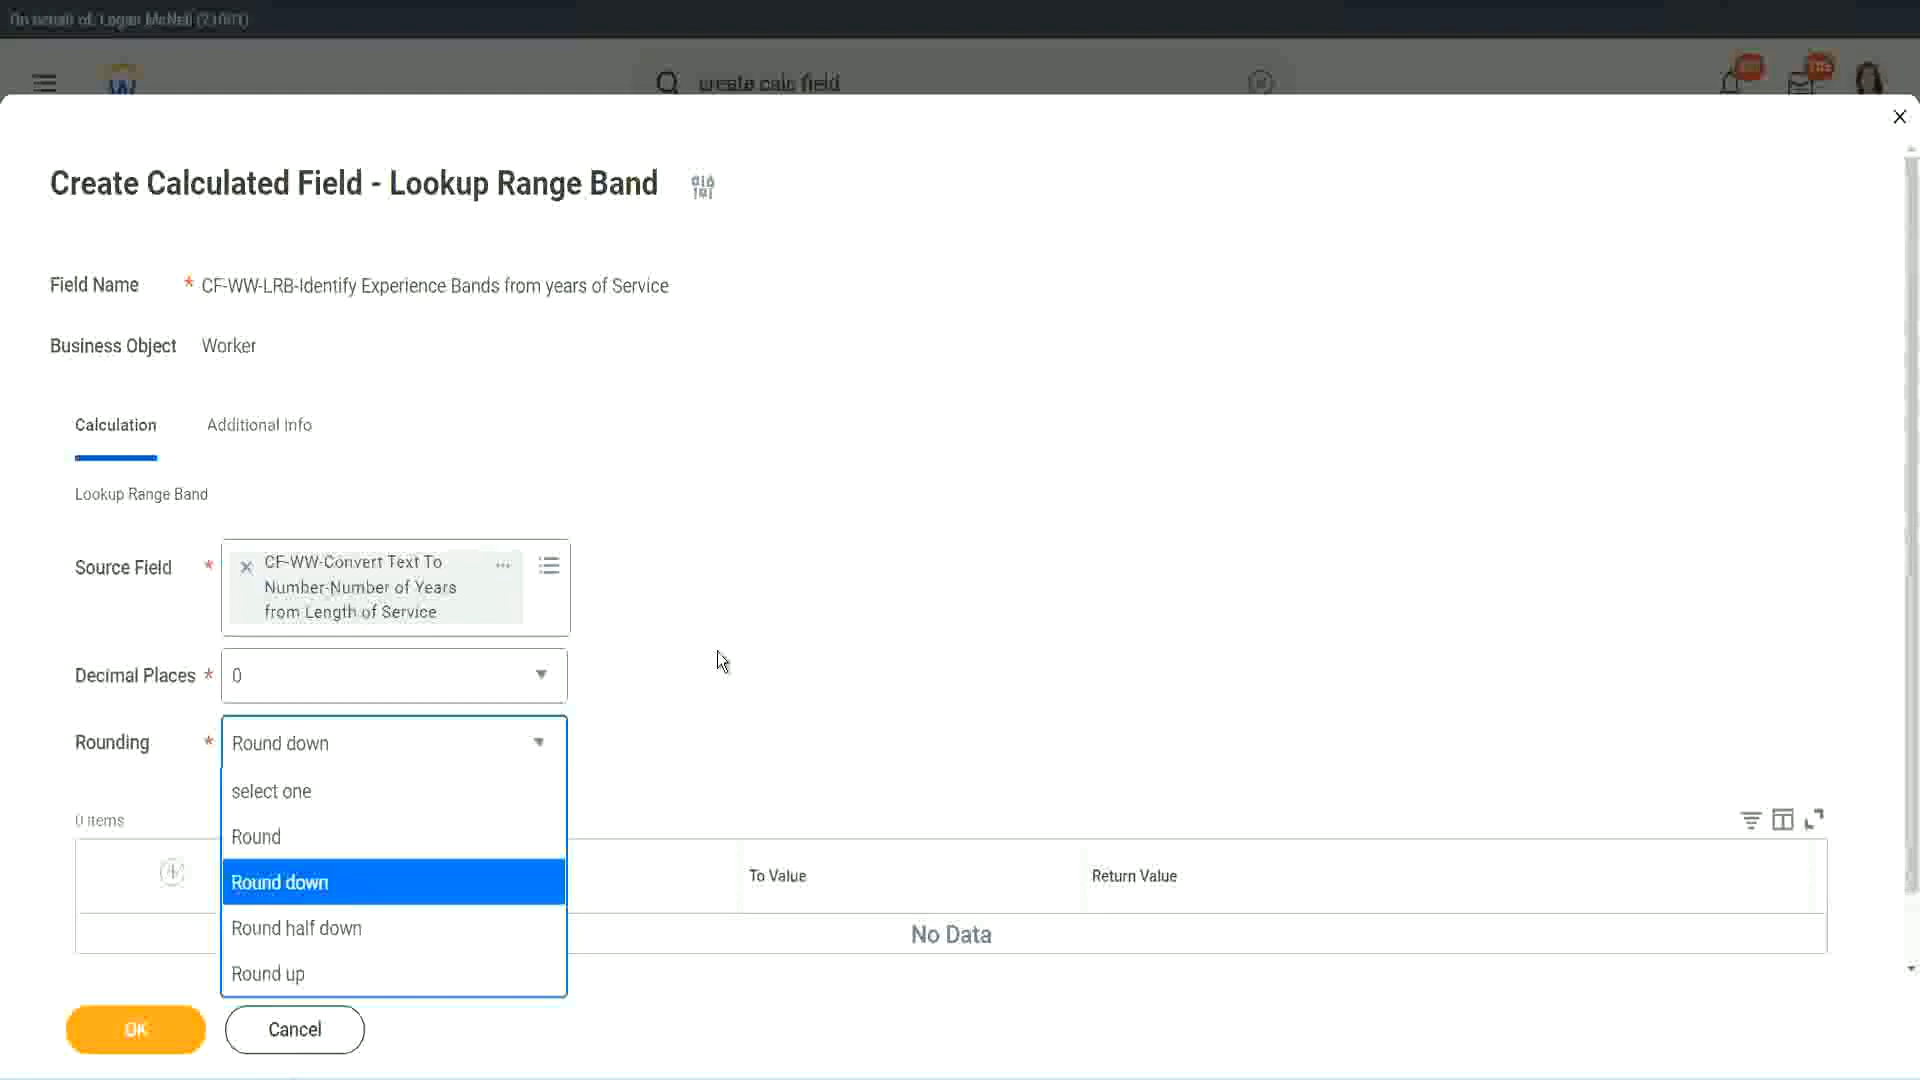 On behalf of: Logan McNeil (21001)
create calc field
Create Calculated Field - Lookup Range Band
Field Name * CF-WW-LRB-Identify Experience Bands from years of Service
Business Object Worker
Calculation Additional Info
Lookup Range Band
Source Field * CF-WW-Convert Text To
Number-Number of Years
from Length of Service
Decimal Places * 0
Rounding * Round down
select one
Round
Round down
Round half down
Round up
0 items
To Value Return Value
No Data
OK Cancel